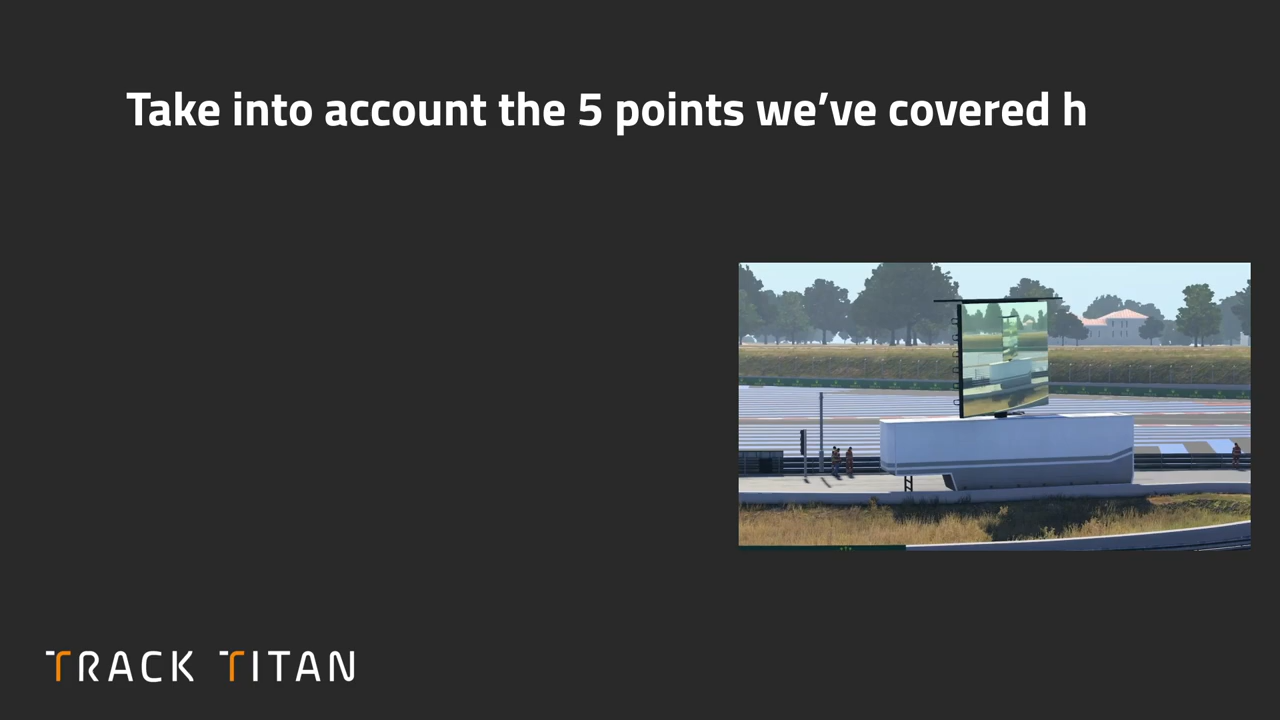 Take into account the 5 points we’ve covered h
TRACK TITAN